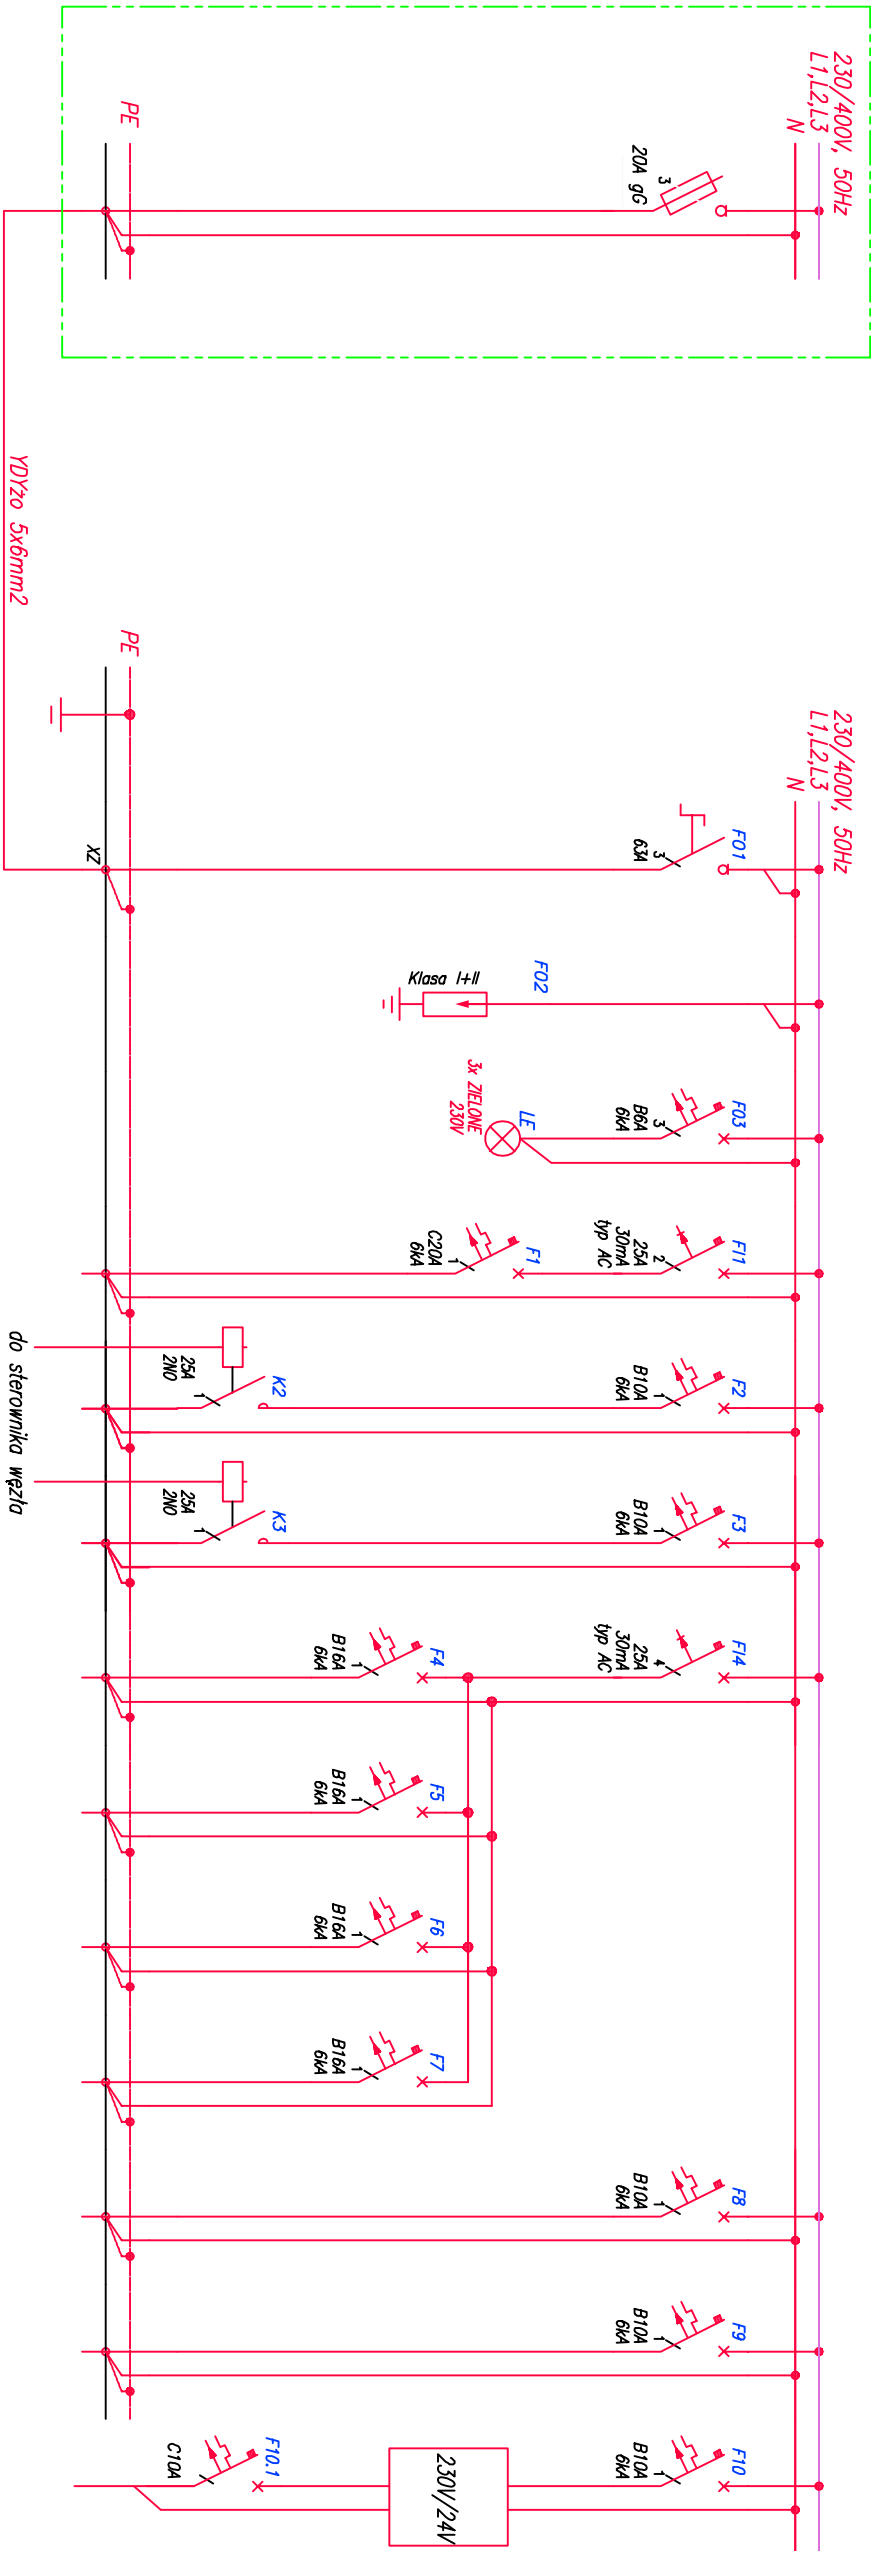 230/400V, 50Hz
L1,L2,L3
N
3
20A gG
PE
YDYżo 5x6mm2
230/400V, 50Hz
L1,L2,L3
N
PE
F01
3
63A
XZ
F02
Klasa I+II
F03
3
B6A
6kA
LE
3x ZIELONE
230V
FI1
2
25A
30mA
typ AC
F1
1
C20A
6kA
F2
1
B10A
6kA
K2
1
25A
2NO
F3
1
B10A
6kA
K3
1
25A
2NO
do sterownika węzła
FI4
4
25A
30mA
typ AC
F4
1
B16A
6kA
F5
1
B16A
6kA
F6
1
B16A
6kA
F7
1
B16A
6kA
F8
1
B10A
6kA
F9
1
B10A
6kA
F10
1
B10A
6kA
230V/24V
F10.1
C10A